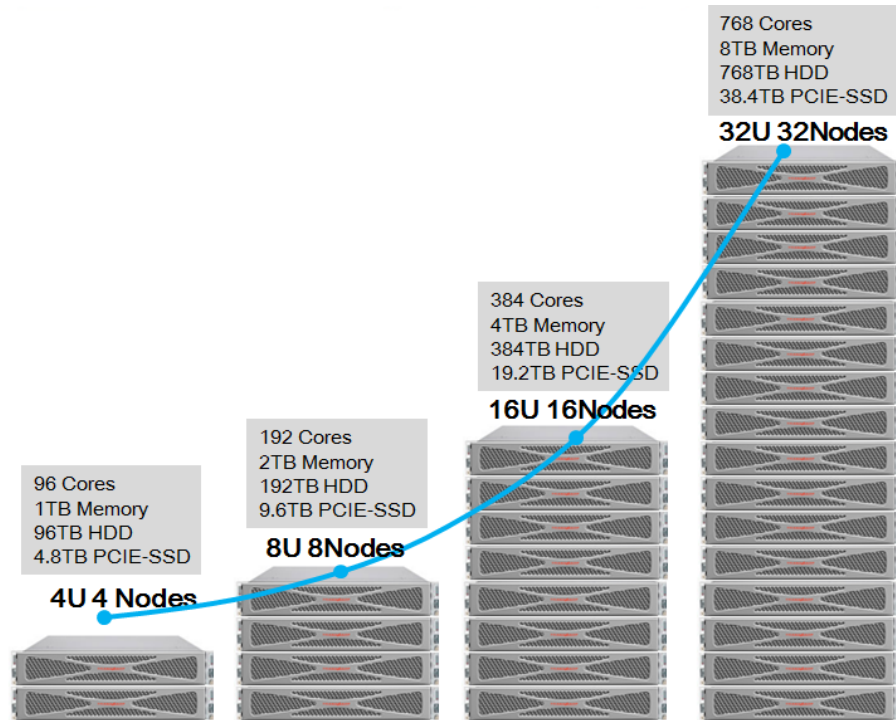 768 Cores
8TB Memory
768TB HDD
38.4TB PCIE-SSD
32U 32Nodes
384 Cores
4TB Memory
384TB HDD
19.2TB PCIE-SSD
16U 16Nodes
192 Cores
2TB Memory
192TB HDD
9.6TB PCIE-SSD
8U 8Nodes
96 Cores
1TB Memory
96TB HDD
4.8TB PCIE-SSD
4U 4 Nodes